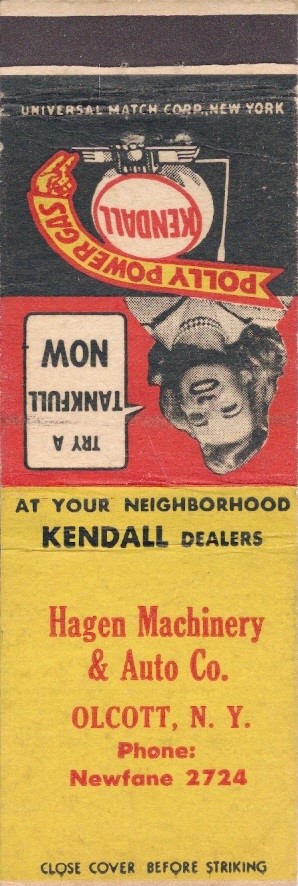 UNIVERSAL MATCH CORP., NEW YORK
TRY A
TANKFULL
NOW
POLLY POWER GAS
KENDALL
AT YOUR NEIGHBORHOOD
KENDALL DEALERS
Hagen Machinery
& Auto Co.
OLCOTT, N. Y.
Phone:
Newfane 2724
CLOSE COVER BEFORE STRIKING